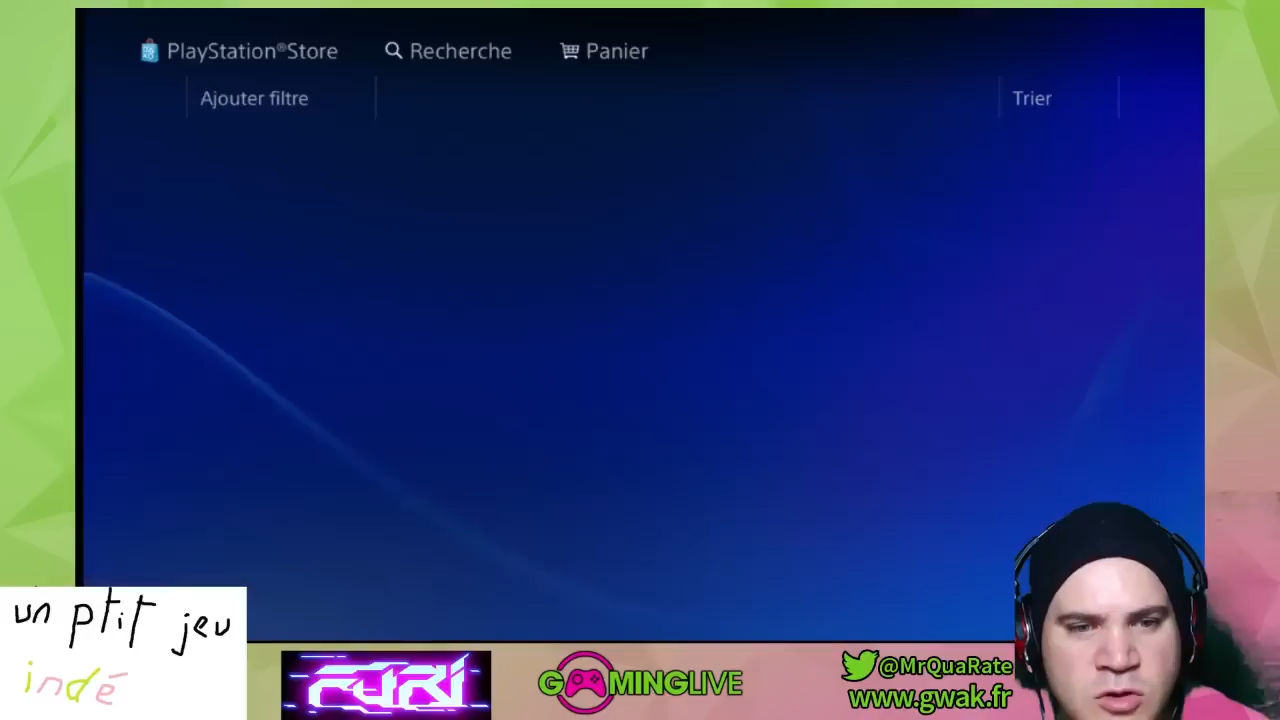 PlayStation®Store Recherche Panier
Ajouter filtre Trier
un ptit jeu
indé
FURI
GAMINGLIVE
@MrQuaRate
www.gwak.fr